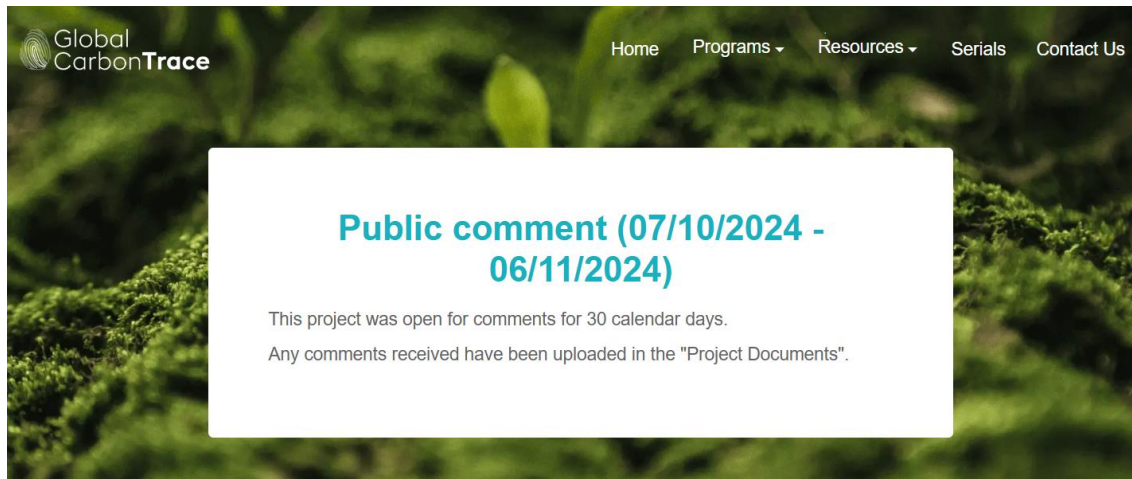 Global
CarbonTrace
Home Programs Resources Serials Contact Us
Public comment (07/10/2024 -
06/11/2024)
This project was open for comments for 30 calendar days.
Any comments received have been uploaded in the "Project Documents".